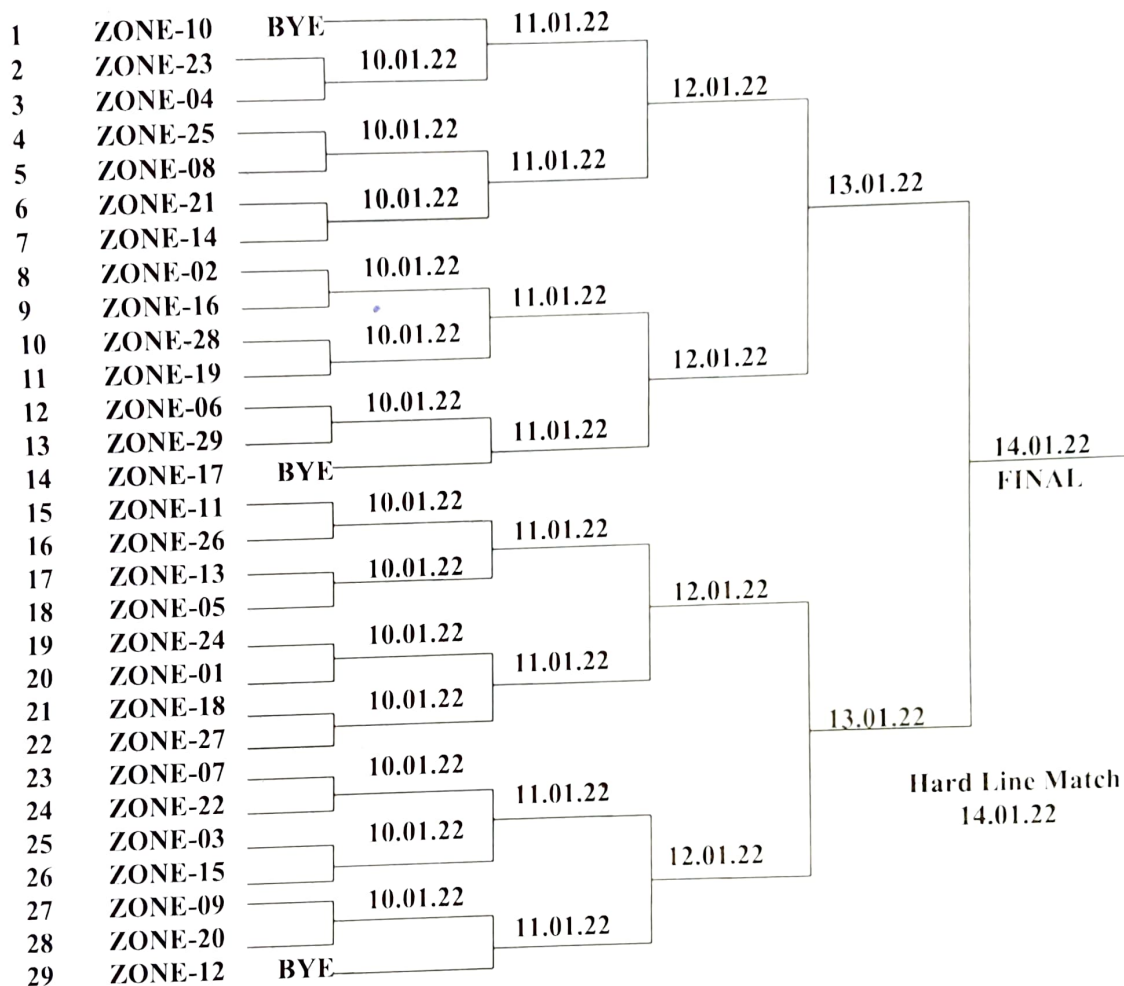 1 ZONE-10 BYE 11.01.22
2 ZONE-23 10.01.22
3 ZONE-04 12.01.22
4 ZONE-25 10.01.22
5 ZONE-08 11.01.22
6 ZONE-21 10.01.22 13.01.22
7 ZONE-14
8 ZONE-02 10.01.22
9 ZONE-16 11.01.22
10 ZONE-28 10.01.22
11 ZONE-19 12.01.22
12 ZONE-06 10.01.22
13 ZONE-29 11.01.22 14.01.22
14 ZONE-17 BYE FINAL
15 ZONE-11 10.01.22
16 ZONE-26 11.01.22
17 ZONE-13 10.01.22
18 ZONE-05 12.01.22
19 ZONE-24 10.01.22
20 ZONE-01 11.01.22
21 ZONE-18 10.01.22 13.01.22
22 ZONE-27
23 ZONE-07 10.01.22 Hard Line Match
24 ZONE-22 11.01.22 14.01.22
25 ZONE-03 10.01.22
26 ZONE-15 12.01.22
27 ZONE-09 10.01.22
28 ZONE-20 11.01.22
29 ZONE-12 BYE